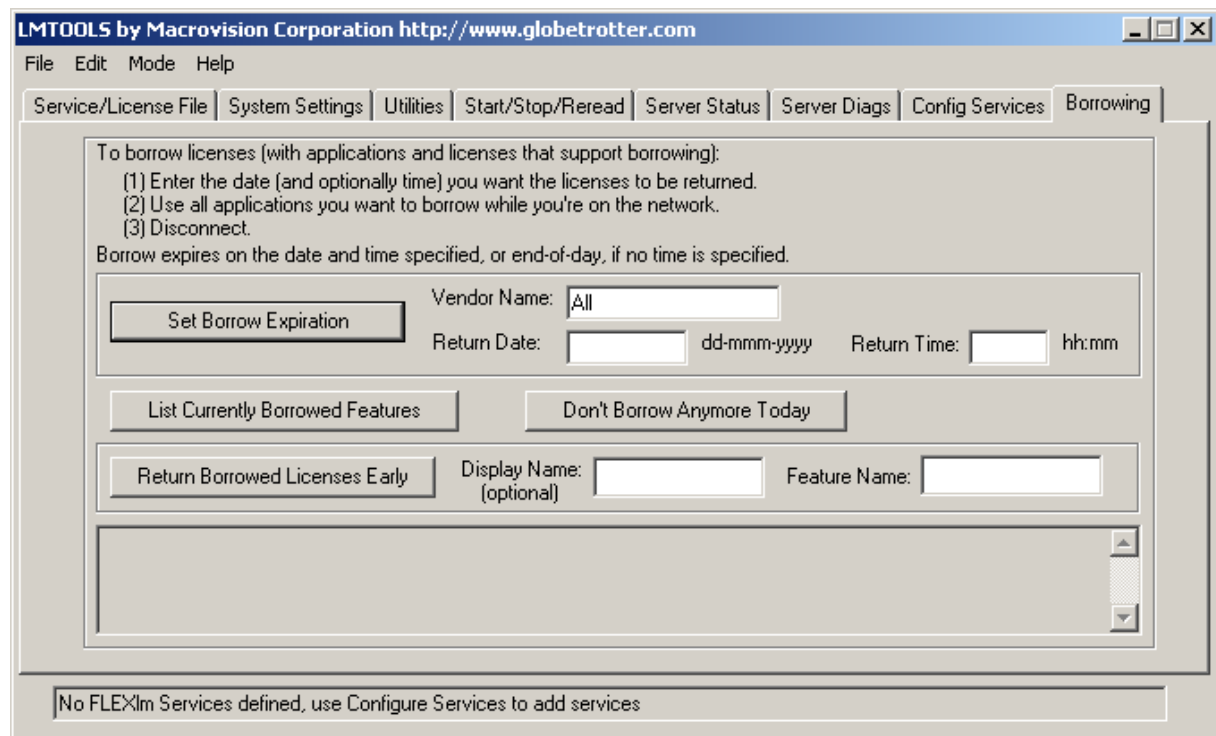 LMTOOLS by Macrovision Corporation http://www.globetrotter.com
File Edit Mode Help
Service/License File System Settings Utilities Start/Stop/Reread Server Status Server Diags Config Services Borrowing
To borrow licenses (with applications and licenses that support borrowing):
(1) Enter the date (and optionally time) you want the licenses to be returned.
(2) Use all applications you want to borrow while you're on the network.
(3) Disconnect.
Borrow expires on the date and time specified, or end-of-day, if no time is specified.
Set Borrow Expiration Vendor Name: All
Return Date: dd-mmm-yyyy Return Time: hh:mm
List Currently Borrowed Features Don't Borrow Anymore Today
Return Borrowed Licenses Early Display Name: Feature Name:
(optional)
No FLEXlm Services defined, use Configure Services to add services